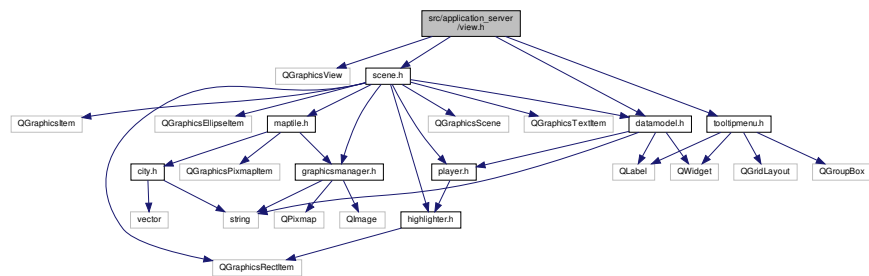 src/application_server
/view.h
QGraphicsView
scene.h
QGraphicsItem
QGraphicsEllipseItem
maptile.h
QGraphicsScene
QGraphicsTextItem
datamodel.h
tooltipmenu.h
city.h
QGraphicsPixmapItem
graphicsmanager.h
player.h
QLabel
QWidget
QGridLayout
QGroupBox
vector
string
QPixmap
QImage
highlighter.h
QGraphicsRectItem